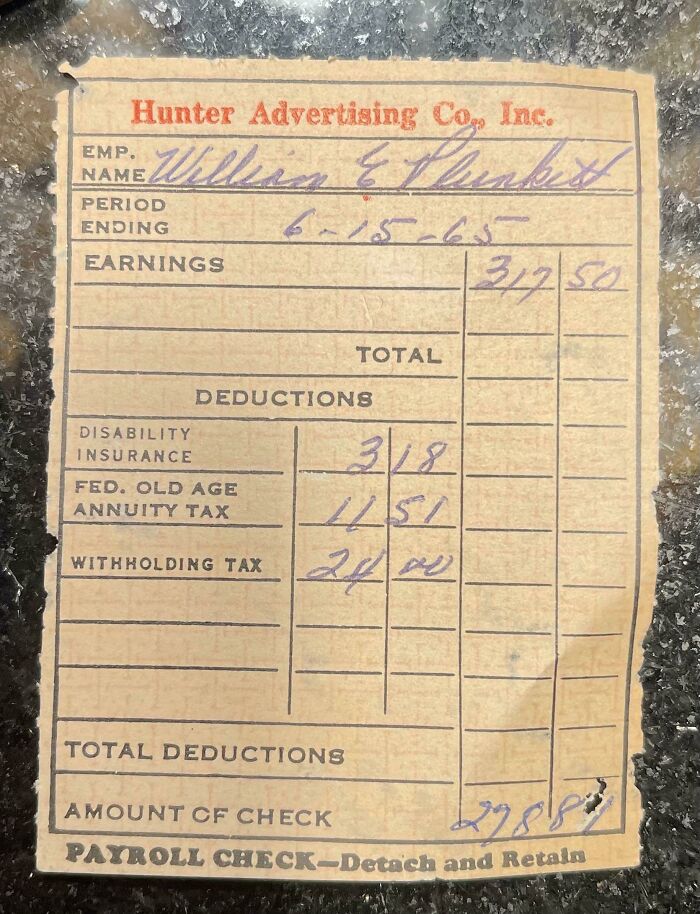 Hunter Advertising Co., Inc.
EMP. NAME William E Plunkett
PERIOD ENDING 6-15-65
EARNINGS 317 50
TOTAL
DEDUCTIONS
DISABILITY INSURANCE 3 18
FED. OLD AGE ANNUITY TAX 11 51
WITHHOLDING TAX 24 00
TOTAL DEDUCTIONS
AMOUNT OF CHECK 278 81
PAYROLL CHECK—Detach and Retain